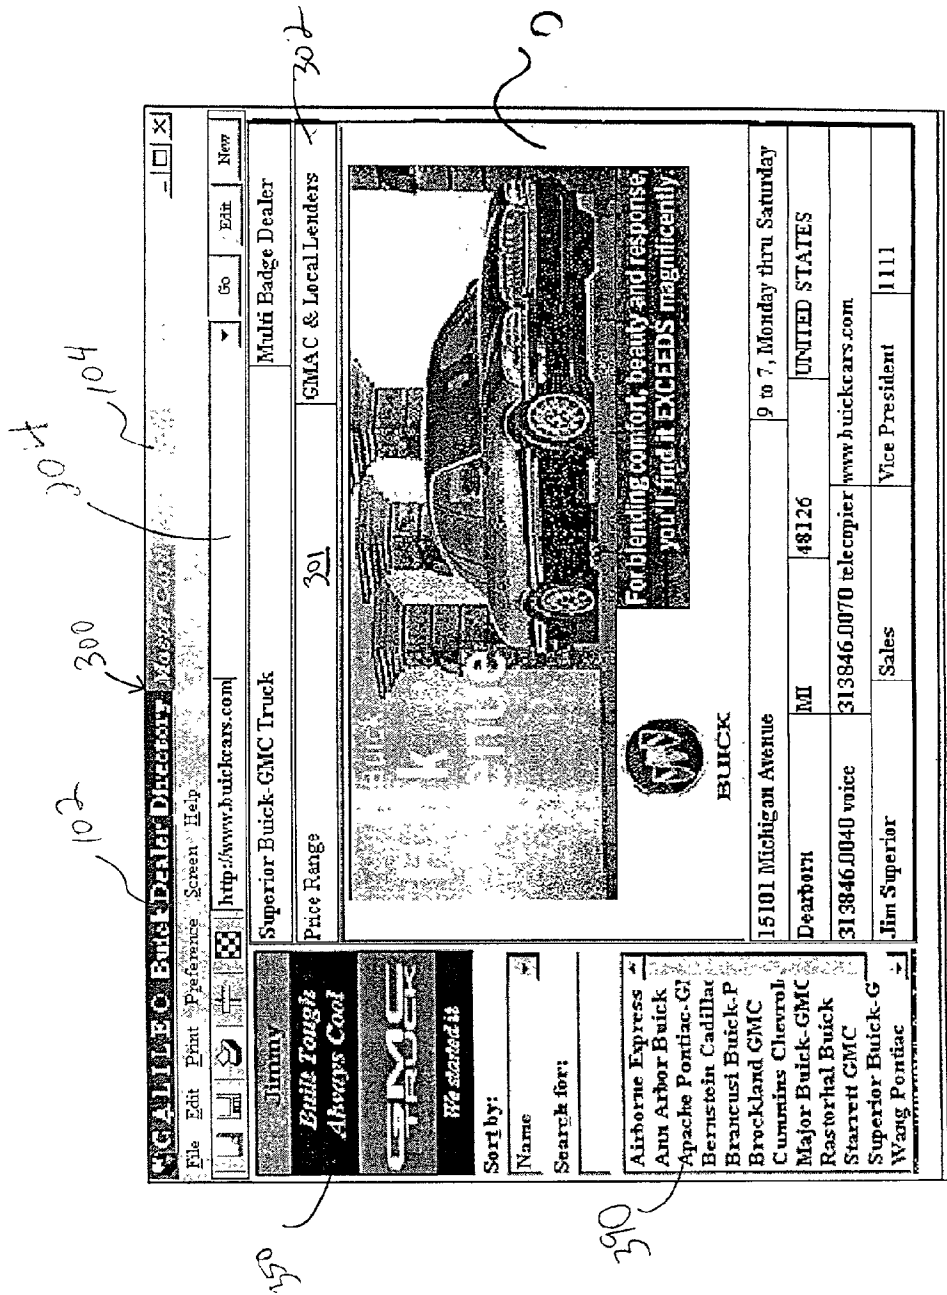 102
300
304
104
GALILEO Buick Dealer Directory MasterCard
File Edit Print Preference Screen Help
http://www.buickcars.com
Go
Edit
New
Jimmy
Built Tough
Always Cool
GMC
TRUCK
We started it
350
Sort by:
Name
Search for:
390
Airborne Express
Ann Arbor Buick
Apache Pontiac-G
Bernstein Cadillac
Brancusi Buick-P
Brockland GMC
Cummins Chevrol
Major Buick-GMC
Rastorhal Buick
Starrett GMC
Superior Buick-G
Wang Pontiac
Superior Buick-GMC Truck
Multi Badge Dealer
Price Range
301
GMAC & Local Lenders
302
D
BUICK
For blending comfort, beauty and response,
you'll find it EXCEEDS magnificently.
15101 Michigan Avenue
9 to 7, Monday thru Saturday
Dearborn
MI
48126
UNITED STATES
313846.0040 voice
313846.0070 telecopier
www.buickcars.com
Jim Superior
Sales
Vice President
1111